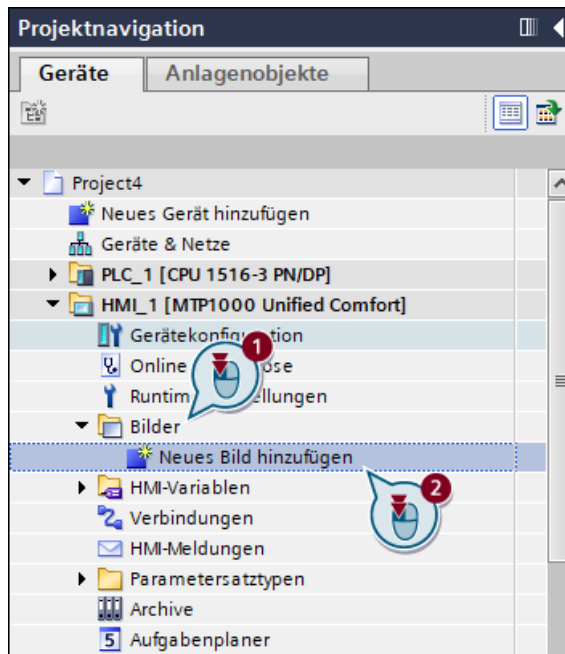 Projektnavigation
Geräte
Anlagenobjekte
Project4
Neues Gerät hinzufügen
Geräte & Netze
PLC_1 [CPU 1516-3 PN/DP]
HMI_1 [MTP1000 Unified Comfort]
1
Online
Bilder
Neues Bild hinzufügen
2
HMI-Variablen
Verbindungen
HMI-Meldungen
Parametersatztypen
Archive
5 Aufgabenplaner